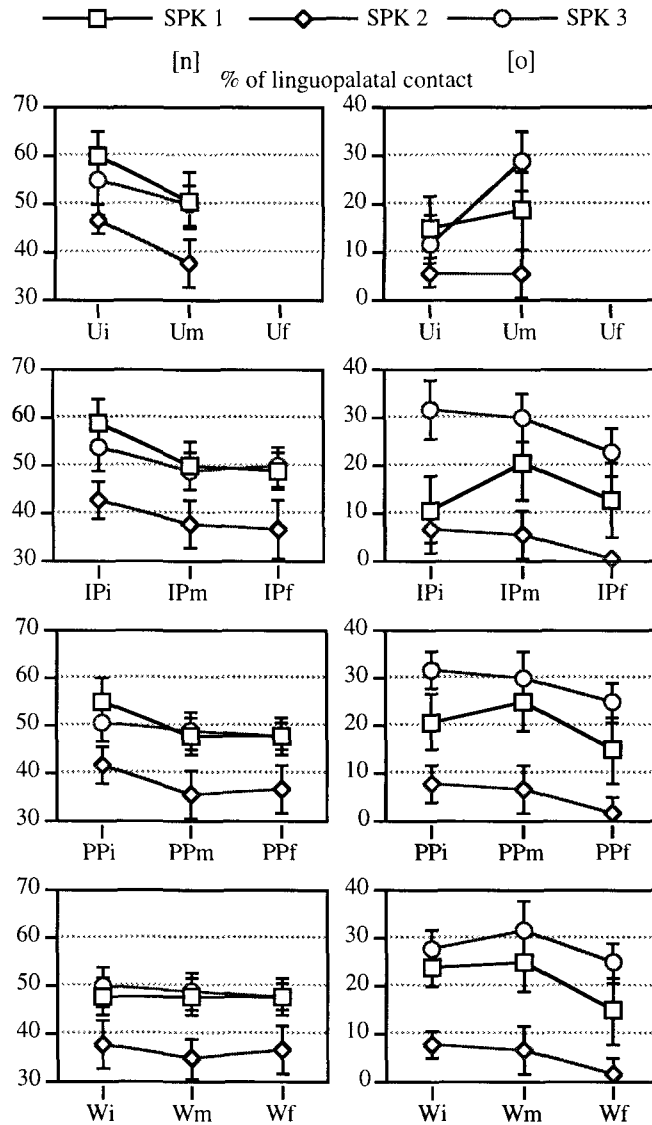 SPK 1 SPK 2 SPK 3
[n] [o]
% of linguopalatal contact
70 40
60 30
50 20
40 10
30 0
Ui Um Uf Ui Um Uf
70 40
60 30
50 20
40 10
30 0
IPi IPm IPf IPi IPm IPf
70 40
60 30
50 20
40 10
30 0
PPi PPm PPf PPi PPm PPf
70 40
60 30
50 20
40 10
30 0
Wi Wm Wf Wi Wm Wf